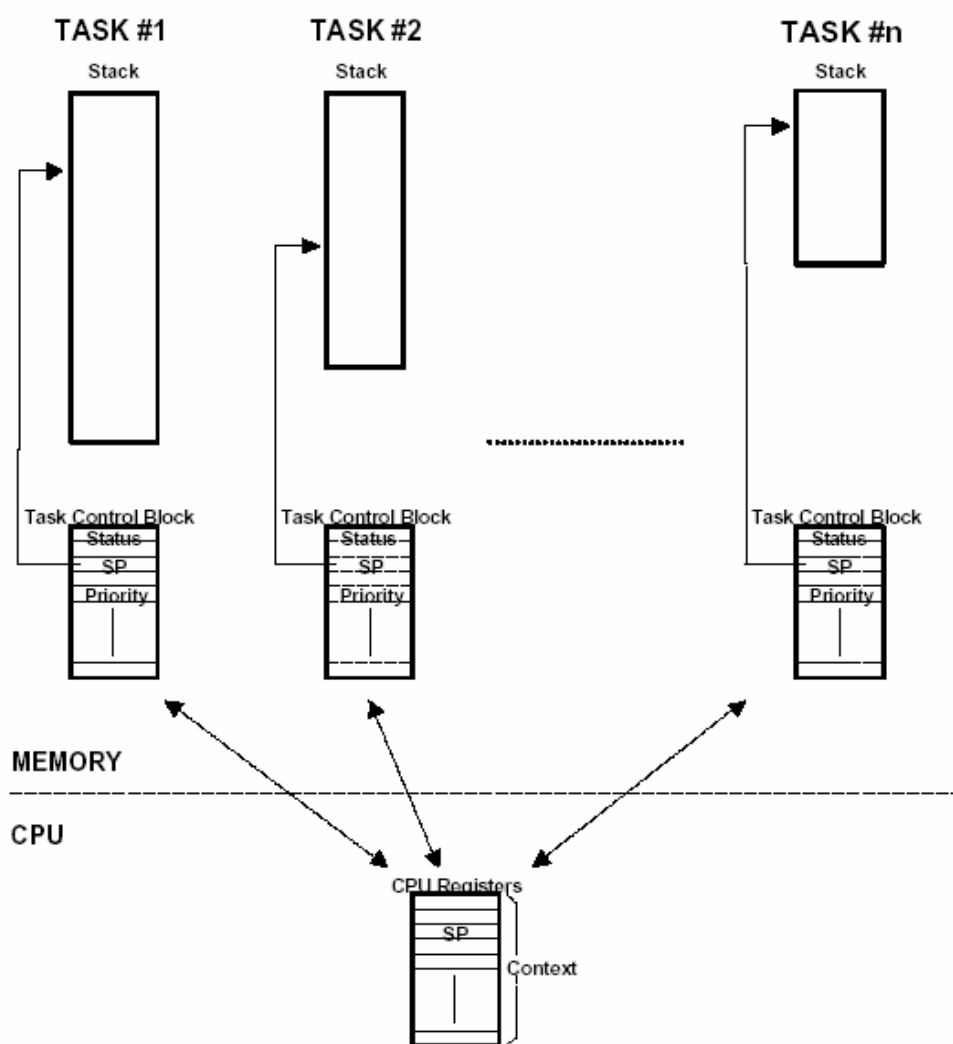 TASK #1
TASK #2
TASK #n
Stack
Stack
Stack
Task Control Block
Task Control Block
Task Control Block
Status
Status
Status
SP
SP
SP
Priority
Priority
Priority
MEMORY
CPU
CPU Registers
SP
Context